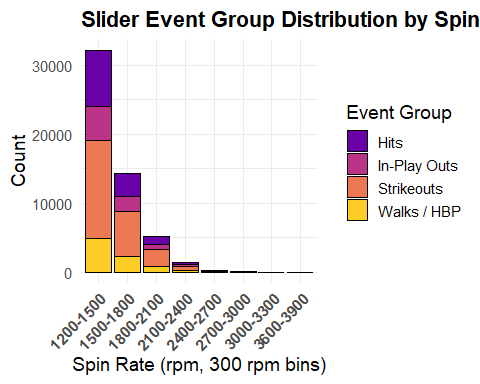 Slider Event Group Distribution by Spin
Count
30000
20000
10000
0
1200-1500
1500-1800
1800-2100
2100-2400
2400-2700
2700-3000
3000-3300
3600-3900
Spin Rate (rpm, 300 rpm bins)
Event Group
Hits
In-Play Outs
Strikeouts
Walks / HBP